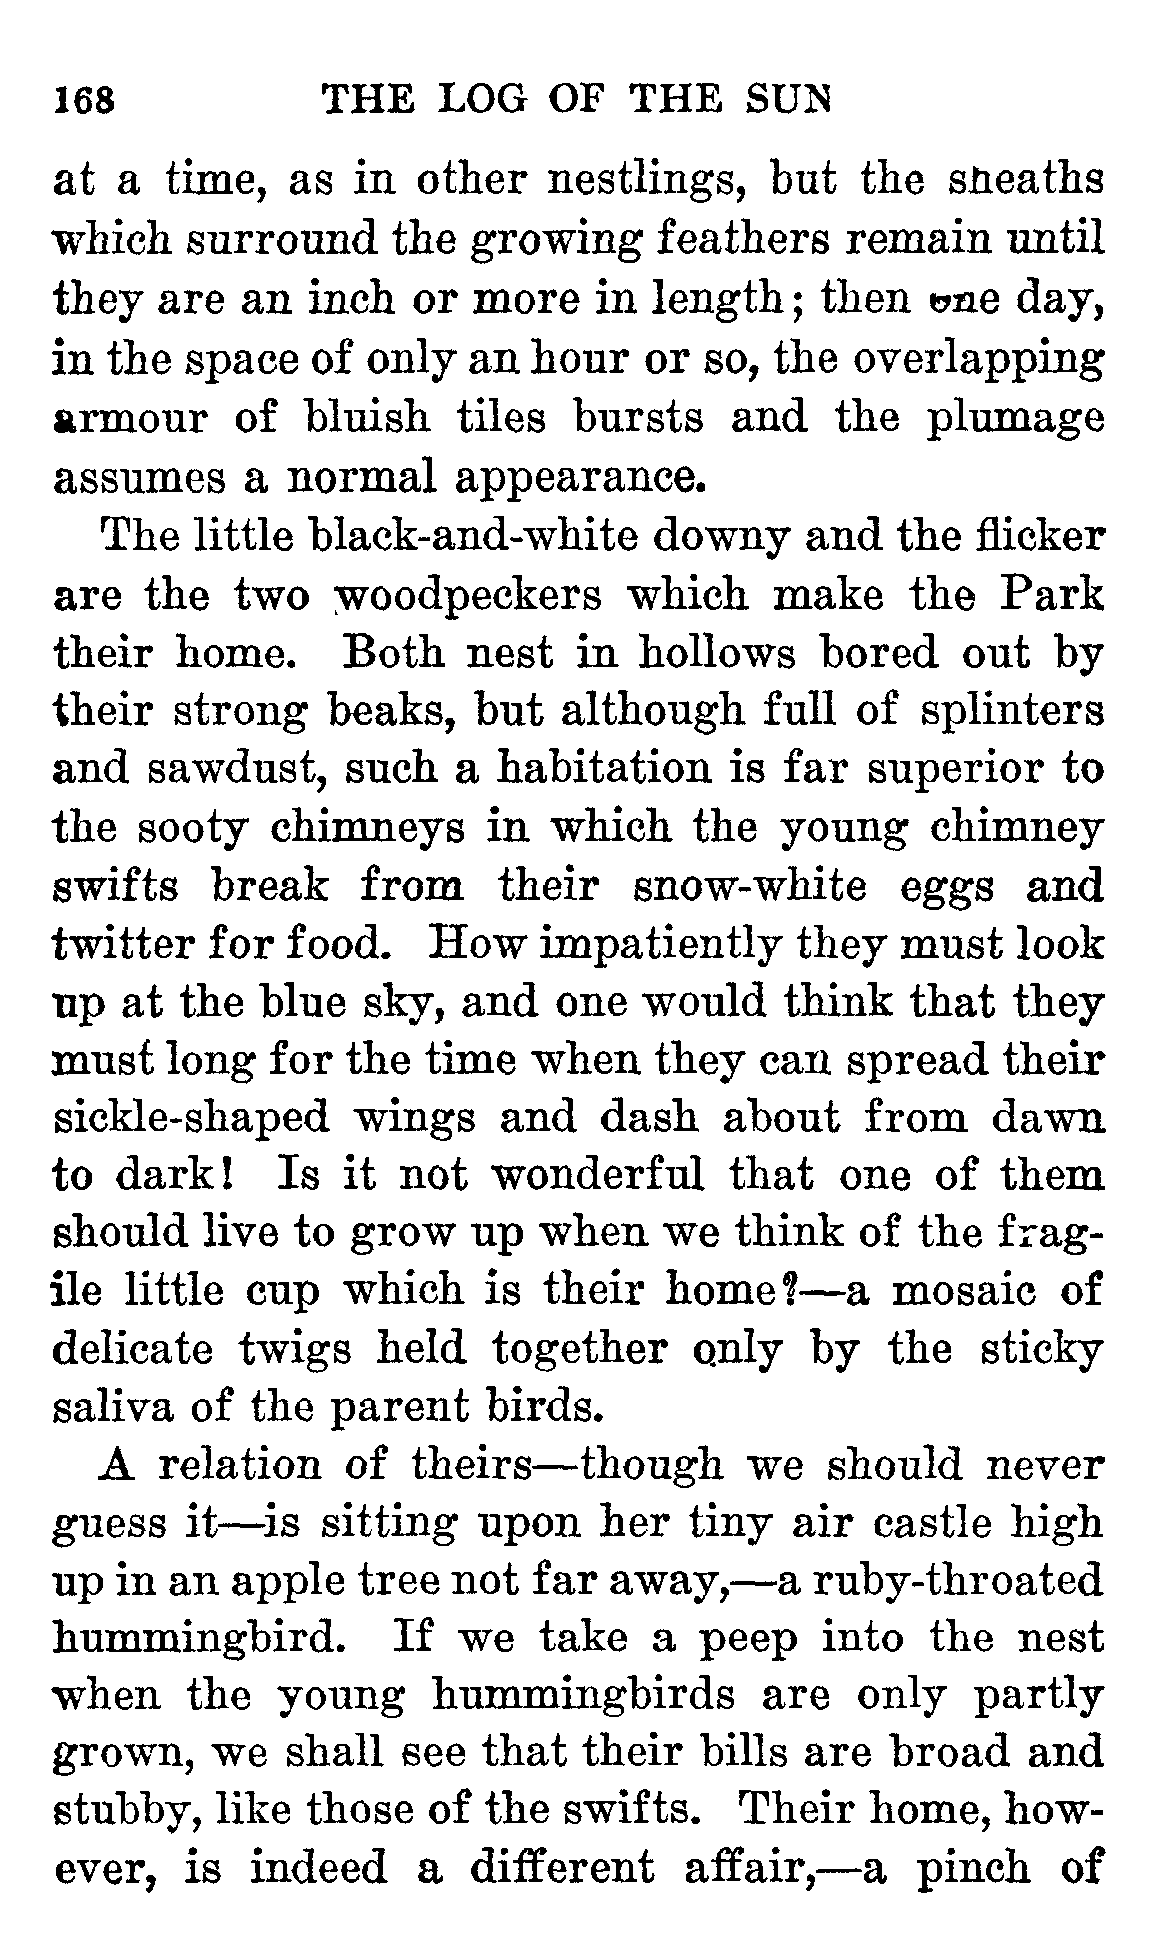 168 THE LOG OF THE SUN
at a time, as in other nestlings, but the sheaths
which surround the growing feathers remain until
they are an inch or more in length; then one day,
in the space of only an hour or so, the overlapping
armour of bluish tiles bursts and the plumage
assumes a normal appearance.
The little black-and-white downy and the flicker
are the two woodpeckers which make the Park
their home. Both nest in hollows bored out by
their strong beaks, but although full of splinters
and sawdust, such a habitation is far superior to
the sooty chimneys in which the young chimney
swifts break from their snow-white eggs and
twitter for food. How impatiently they must look
up at the blue sky, and one would think that they
must long for the time when they can spread their
sickle-shaped wings and dash about from dawn
to dark! Is it not wonderful that one of them
should live to grow up when we think of the frag-
ile little cup which is their home?—a mosaic of
delicate twigs held together only by the sticky
saliva of the parent birds.
A relation of theirs—though we should never
guess it—is sitting upon her tiny air castle high
up in an apple tree not far away,—a ruby-throated
hummingbird. If we take a peep into the nest
when the young hummingbirds are only partly
grown, we shall see that their bills are broad and
stubby, like those of the swifts. Their home, how-
ever, is indeed a different affair,—a pinch of